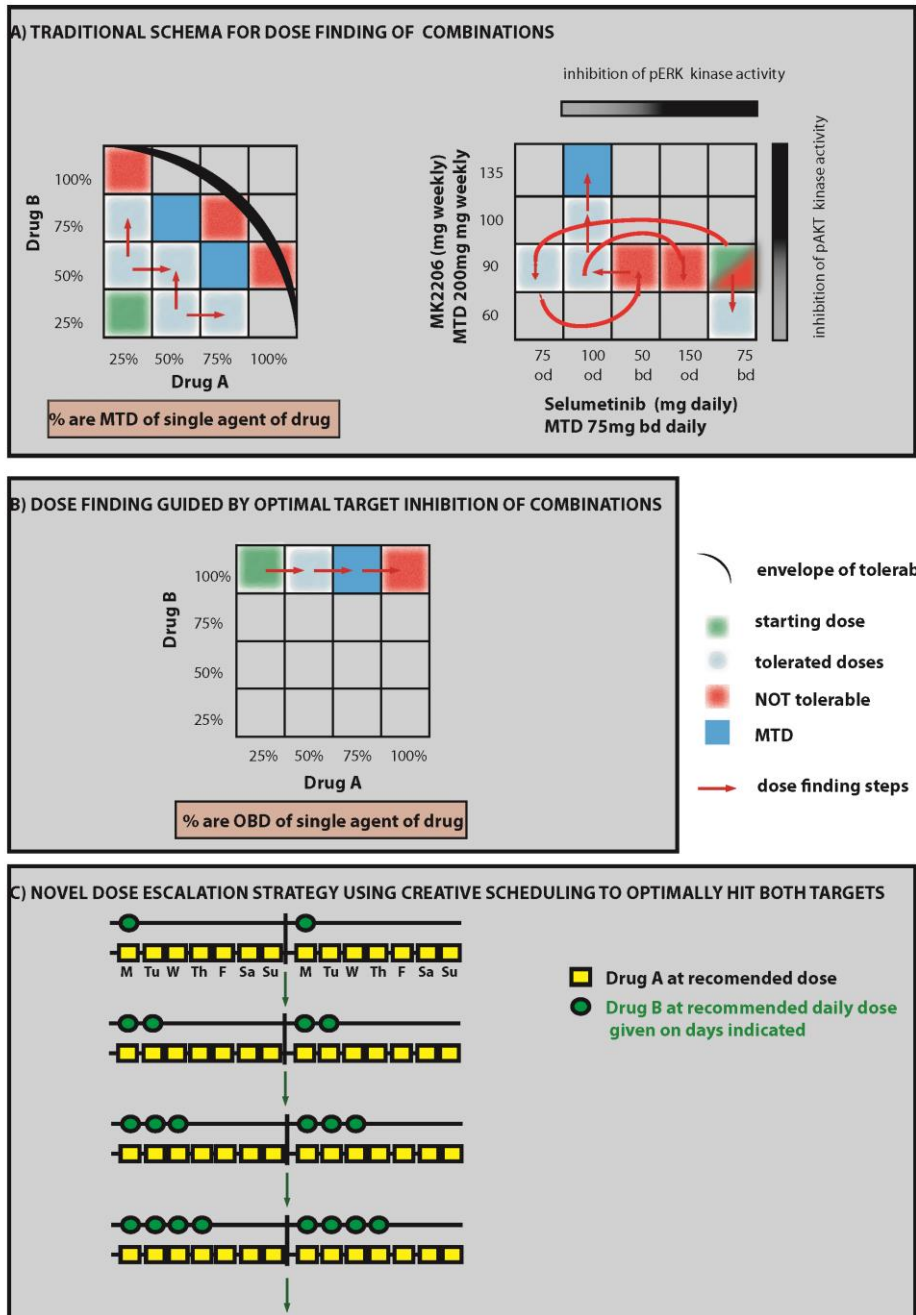 A) TRADITIONAL SCHEMA FOR DOSE FINDING OF COMBINATIONS
inhibition of pERK kinase activity
Drug B
100%
75%
50%
25%
25% 50% 75% 100%
Drug A
% are MTD of single agent of drug
MK2206 (mg weekly)
MTD 200mg mg weekly
135
100
90
60
75 100 50 150 75
od od bd od bd
Selumetinib (mg daily)
MTD 75mg bd daily
inhibition of pAKT kinase activity
B) DOSE FINDING GUIDED BY OPTIMAL TARGET INHIBITION OF COMBINATIONS
Drug B
100%
75%
50%
25%
25% 50% 75% 100%
Drug A
% are OBD of single agent of drug
envelope of tolerab
starting dose
tolerated doses
NOT tolerable
MTD
dose finding steps
C) NOVEL DOSE ESCALATION STRATEGY USING CREATIVE SCHEDULING TO OPTIMALLY HIT BOTH TARGETS
M Tu W Th F Sa Su M Tu W Th F Sa Su
Drug A at recomended dose
Drug B at recommended daily dose
given on days indicated